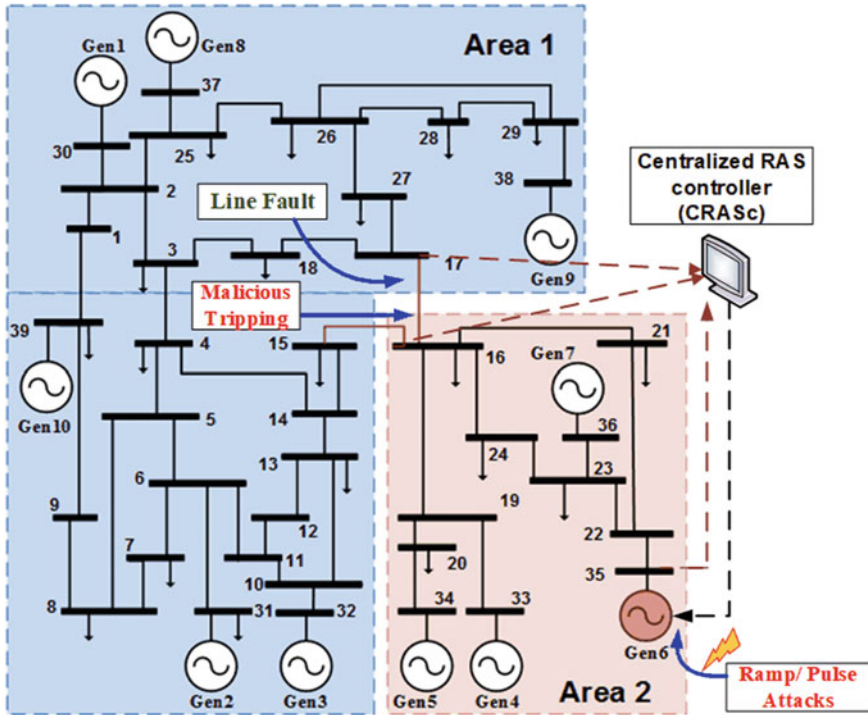 Gen1
Gen8
Area 1
37
30
25
26
28
29
2
27
38
Centralized RAS
controller
(CRASc)
Line Fault
1
3
18
17
Gen9
Malicious
Tripping
39
4
15
16
21
Gen7
Gen10
5
14
36
13
24
23
6
9
19
12
22
7
11
20
35
8
10
31
32
34
33
Gen6
Gen2
Gen3
Gen5
Gen4
Area 2
Ramp/ Pulse
Attacks